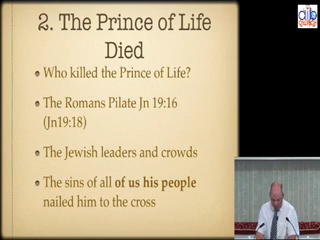 2. The Prince of Life
Died
Who killed the Prince of Life?
The Romans Pilate Jn 19:16
(Jn19:18)
The Jewish leaders and crowds
The sins of all of us his people
nailed him to the cross